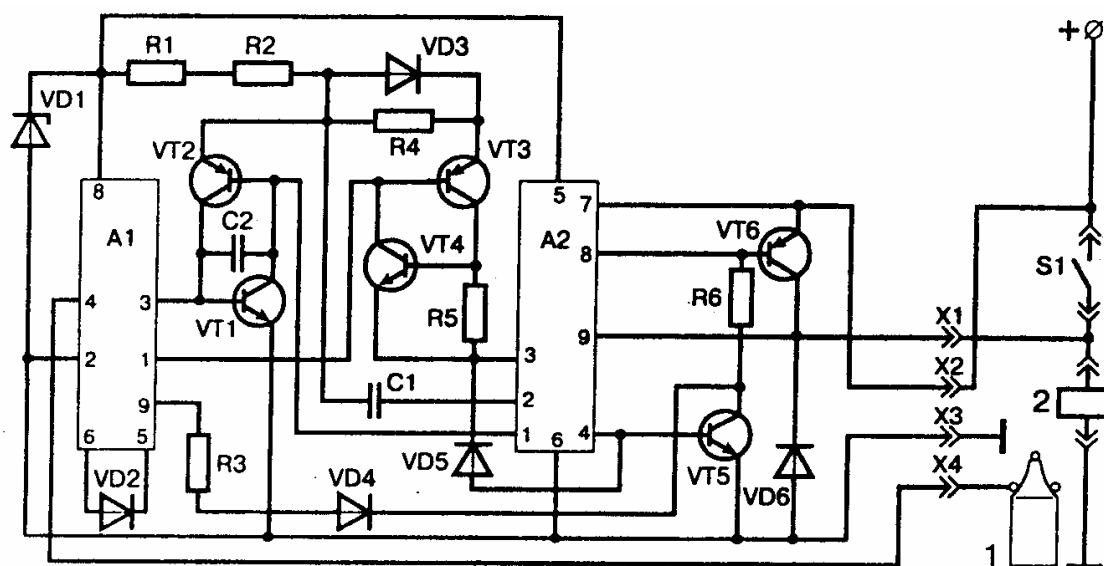 +
R1 R2 VD3
VD1
R4
VT2 VT3
8 5 7
C2
A1 VT4 A2 VT6
8 S1
4 3 R6
VT1 R5 X1
9
2 1 3 X2
C1
9 2 X3 2
1 6 4
6 5 R3 VD5 VT5 X4
VD2 VD4 VD6
1